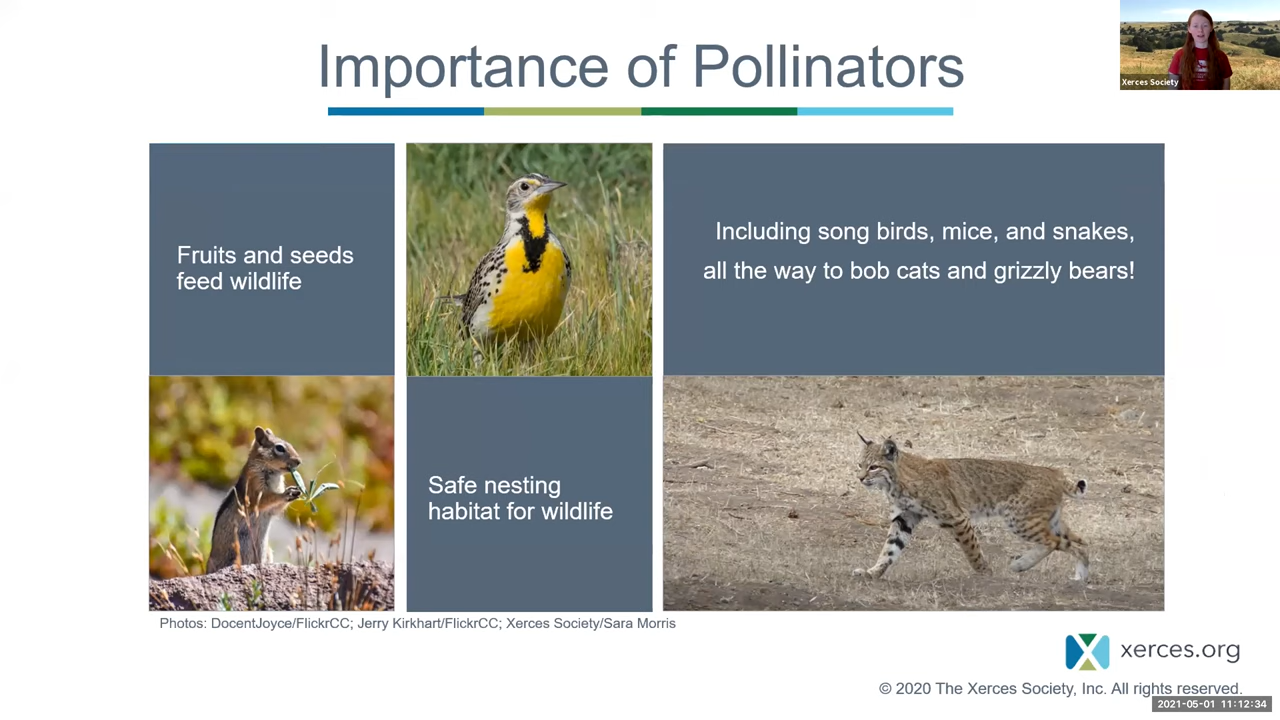 Importance of Pollinators
Xerces Society
Fruits and seeds
feed wildlife
Including song birds, mice, and snakes,
all the way to bob cats and grizzly bears!
Safe nesting
habitat for wildlife
Photos: DocentJoyce/FlickrCC; Jerry Kirkhart/FlickrCC; Xerces Society/Sara Morris
xerces.org
© 2020 The Xerces Society, Inc. All rights reserved.
2021-05-01 11:12:34